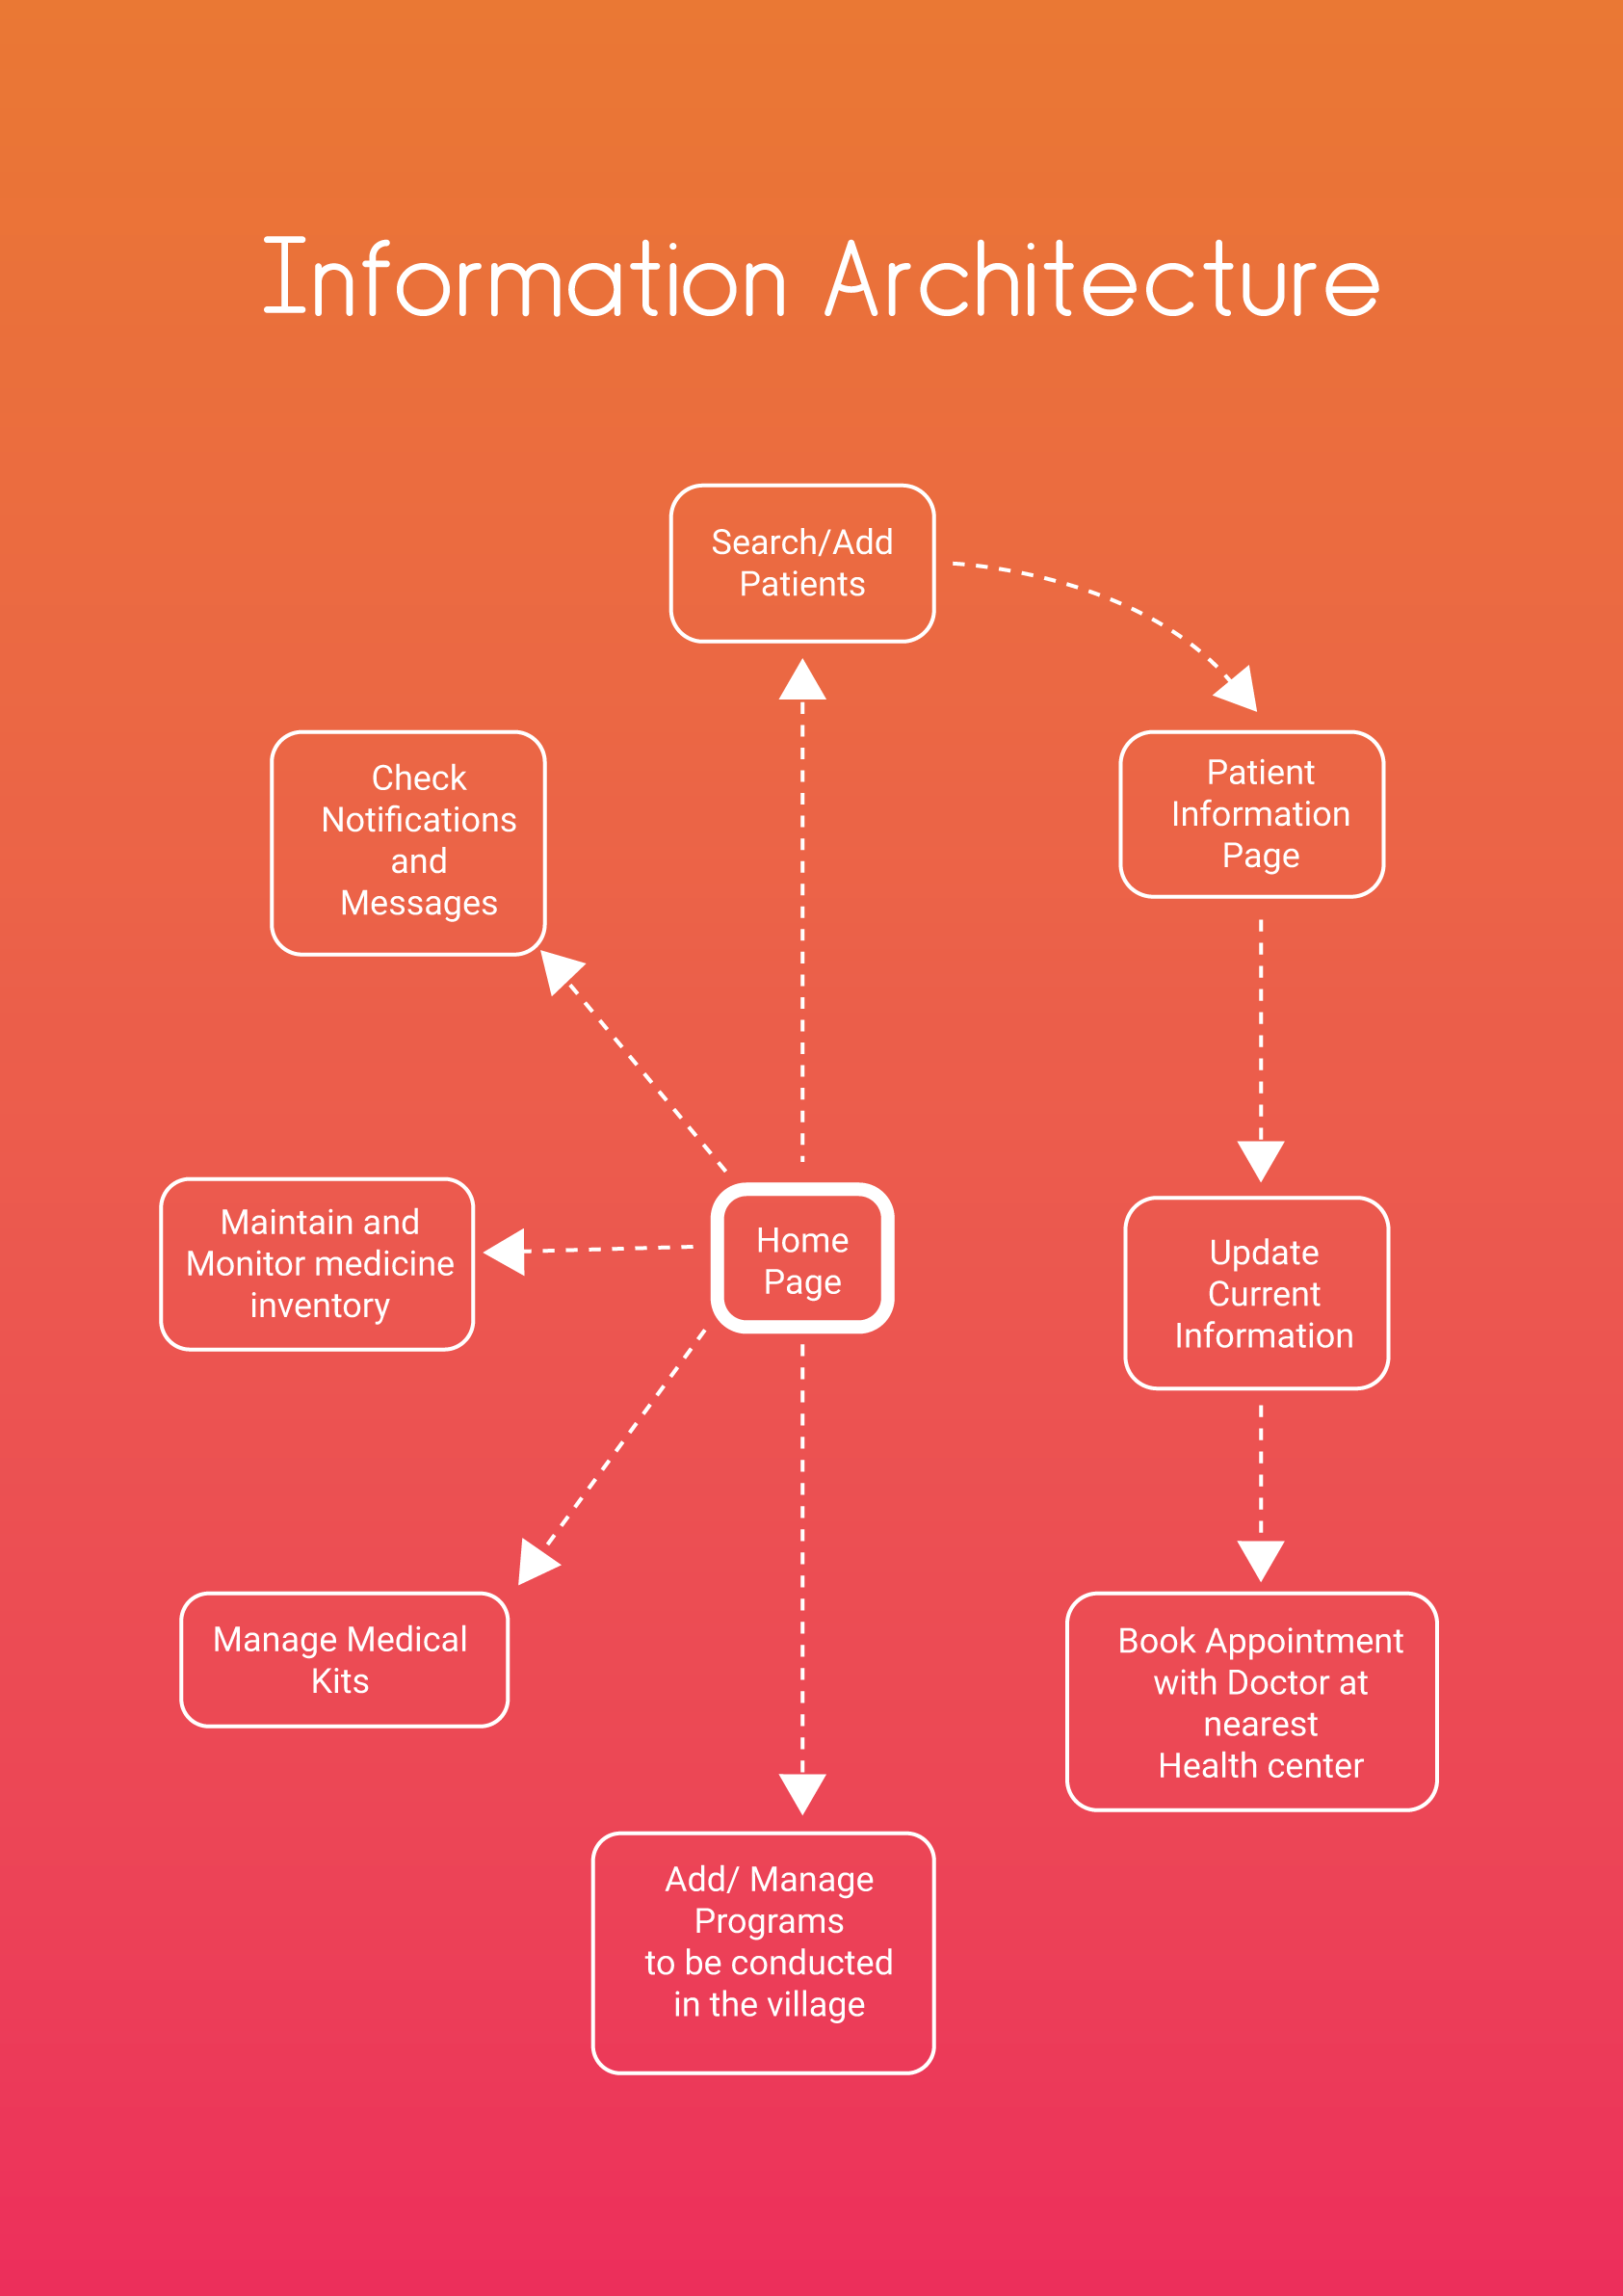 Information Architecture
Search/Add
Patients
Check
Notifications
and
Messages
Patient
Information
Page
Maintain and
Monitor medicine
inventory
Home
Page
Update
Current
Information
Manage Medical
Kits
Book Appointment
with Doctor at
nearest
Health center
Add/ Manage
Programs
to be conducted
in the village